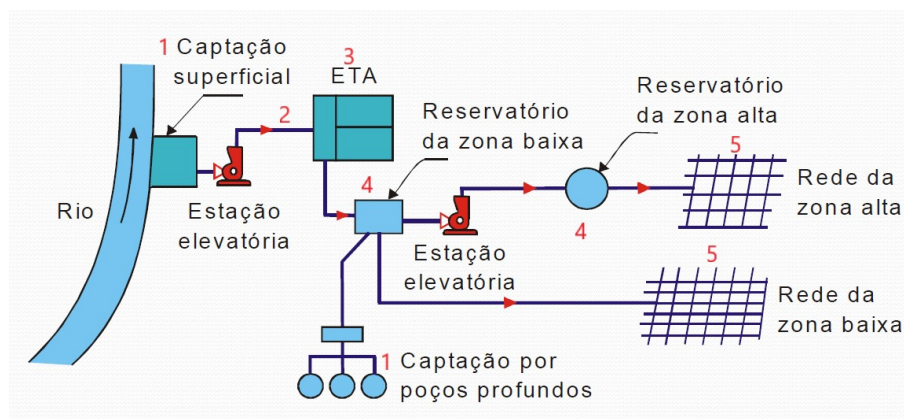 1 Captação
superficial
3
ETA
2
Reservatório
da zona baixa
Reservatório
da zona alta
5
Rio
Estação
elevatória
4
Estação
elevatória
4
Rede da
zona alta
5
Rede da
zona baixa
1 Captação por
poços profundos